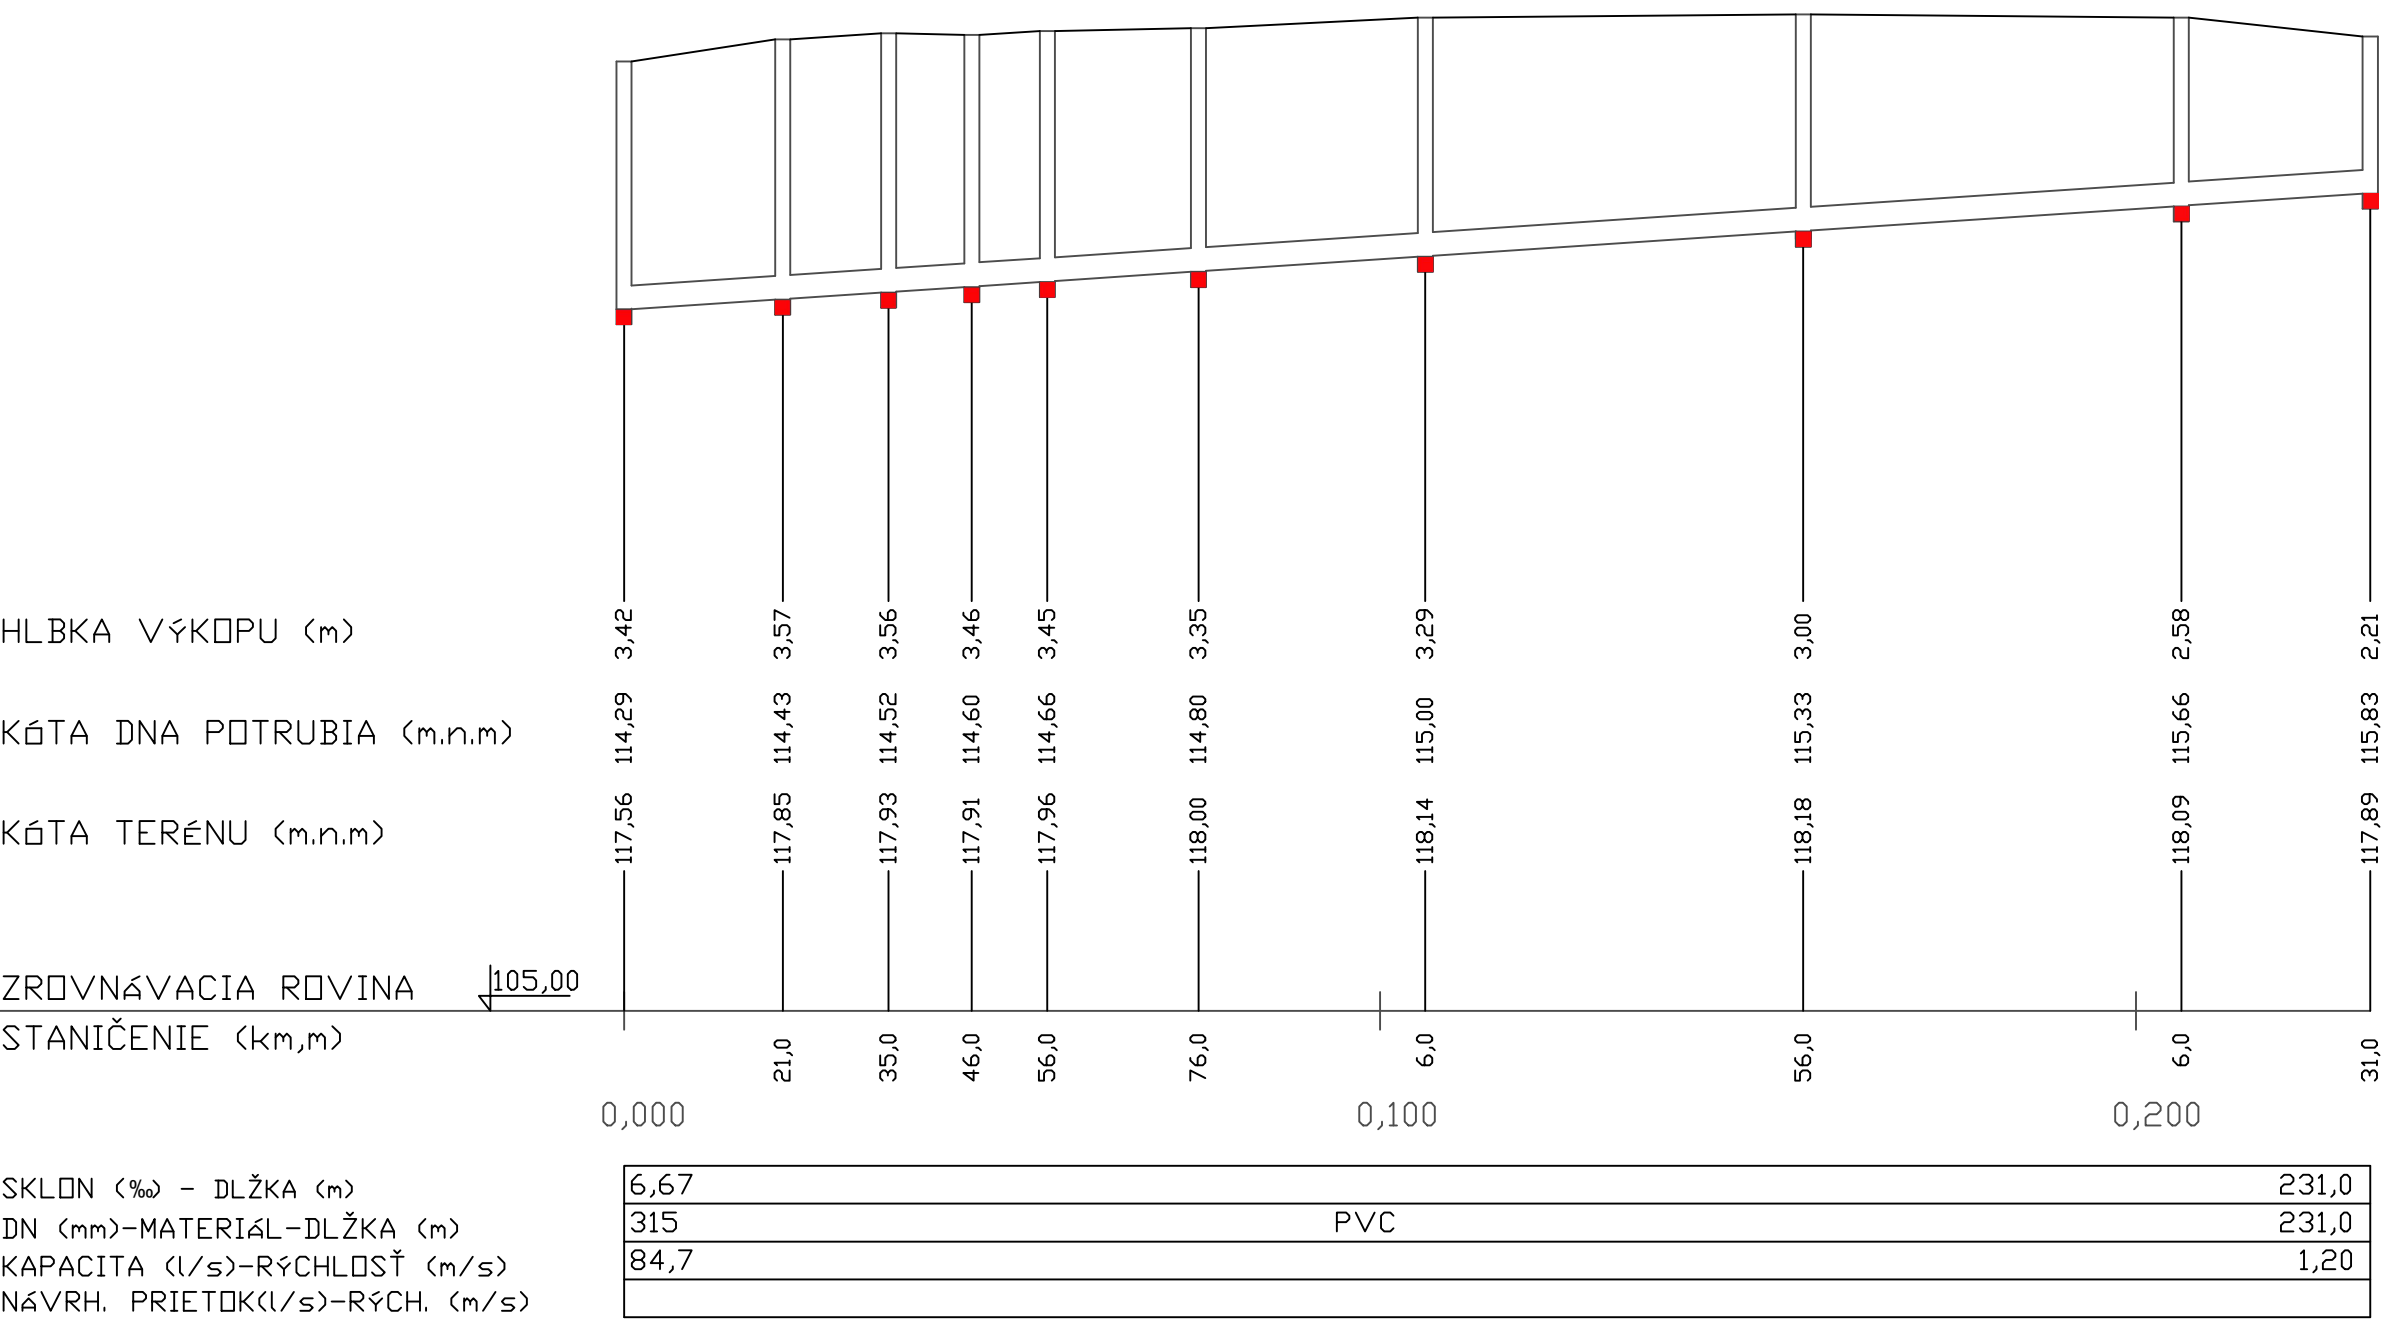 HLBKA VÝKOPU (m) 3,42 3,57 3,56 3,46 3,45 3,35 3,29 3,00 2,58 2,21
KóTA DNA POTRUBIA (m.n.m) 114,29 114,43 114,52 114,60 114,66 114,80 115,00 115,33 115,66 115,83
KóTA TERéNU (m.n.m) 117,56 117,85 117,93 117,91 117,96 118,00 118,14 118,18 118,09 117,89
ZROVNáVACIA ROVINA 105,00
STANIČENIE (km,m) 21,0 35,0 46,0 56,0 76,0 6,0 56,0 6,0 31,0
0,000 0,100 0,200
SKLON (‰) - DLŽKA (m) 6,67 231,0
DN (mm)-MATERIáL-DLŽKA (m) 315 PVC 231,0
KAPACITA (l/s)-RÝCHLOSŤ (m/s) 84,7 1,20
NáVRH. PRIETOK(l/s)-RÝCH. (m/s)